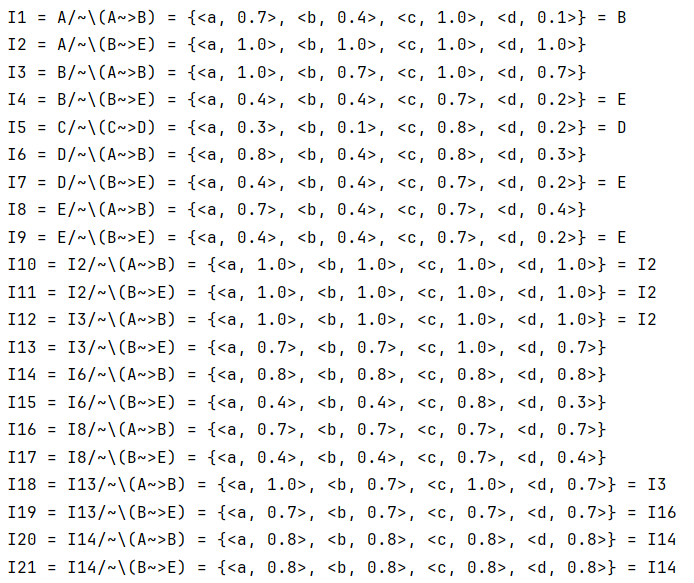 I1 = A/~\(A~>B) = {<a, 0.7>, <b, 0.4>, <c, 1.0>, <d, 0.1>} = B
I2 = A/~\(B~>E) = {<a, 1.0>, <b, 1.0>, <c, 1.0>, <d, 1.0>}
I3 = B/~\(A~>B) = {<a, 1.0>, <b, 0.7>, <c, 1.0>, <d, 0.7>}
I4 = B/~\(B~>E) = {<a, 0.4>, <b, 0.4>, <c, 0.7>, <d, 0.2>} = E
I5 = C/~\(C~>D) = {<a, 0.3>, <b, 0.1>, <c, 0.8>, <d, 0.2>} = D
I6 = D/~\(A~>B) = {<a, 0.8>, <b, 0.4>, <c, 0.8>, <d, 0.3>}
I7 = D/~\(B~>E) = {<a, 0.4>, <b, 0.4>, <c, 0.7>, <d, 0.2>} = E
I8 = E/~\(A~>B) = {<a, 0.7>, <b, 0.4>, <c, 0.7>, <d, 0.4>}
I9 = E/~\(B~>E) = {<a, 0.4>, <b, 0.4>, <c, 0.7>, <d, 0.2>} = E
I10 = I2/~\(A~>B) = {<a, 1.0>, <b, 1.0>, <c, 1.0>, <d, 1.0>} = I2
I11 = I2/~\(B~>E) = {<a, 1.0>, <b, 1.0>, <c, 1.0>, <d, 1.0>} = I2
I12 = I3/~\(A~>B) = {<a, 1.0>, <b, 1.0>, <c, 1.0>, <d, 1.0>} = I2
I13 = I3/~\(B~>E) = {<a, 0.7>, <b, 0.7>, <c, 1.0>, <d, 0.7>}
I14 = I6/~\(A~>B) = {<a, 0.8>, <b, 0.8>, <c, 0.8>, <d, 0.8>}
I15 = I6/~\(B~>E) = {<a, 0.4>, <b, 0.4>, <c, 0.8>, <d, 0.3>}
I16 = I8/~\(A~>B) = {<a, 0.7>, <b, 0.7>, <c, 0.7>, <d, 0.7>}
I17 = I8/~\(B~>E) = {<a, 0.4>, <b, 0.4>, <c, 0.7>, <d, 0.4>}
I18 = I13/~\(A~>B) = {<a, 1.0>, <b, 0.7>, <c, 1.0>, <d, 0.7>} = I3
I19 = I13/~\(B~>E) = {<a, 0.7>, <b, 0.7>, <c, 0.7>, <d, 0.7>} = I16
I20 = I14/~\(A~>B) = {<a, 0.8>, <b, 0.8>, <c, 0.8>, <d, 0.8>} = I14
I21 = I14/~\(B~>E) = {<a, 0.8>, <b, 0.8>, <c, 0.8>, <d, 0.8>} = I14